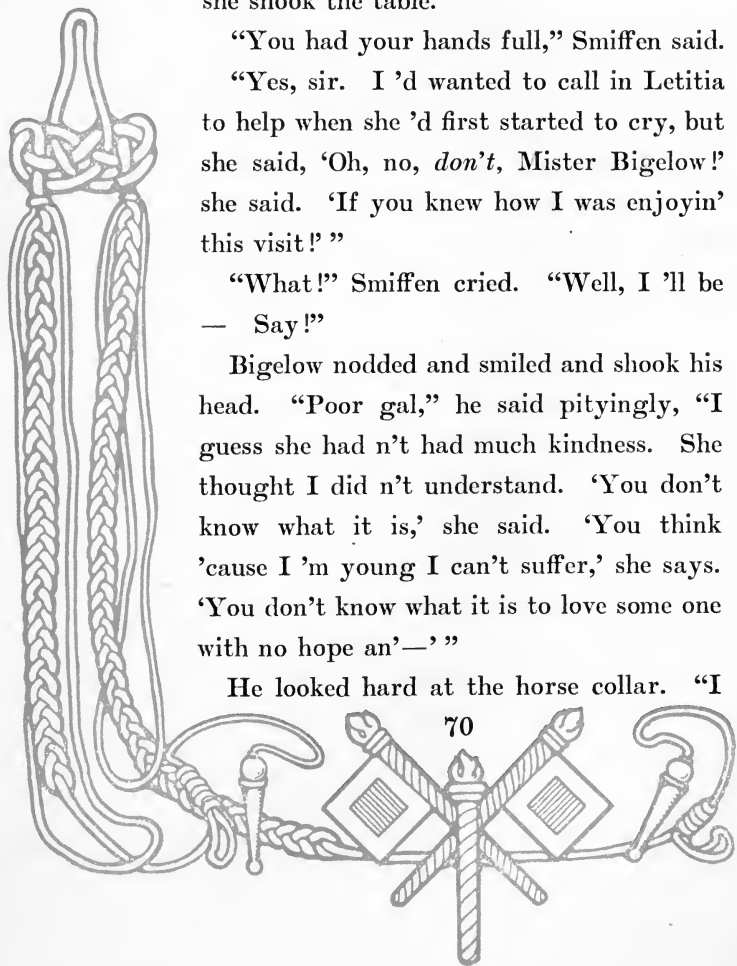 she shook the table.
“You had your hands full,” Smiffen said.
“Yes, sir. I ’d wanted to call in Letitia
to help when she ’d first started to cry, but
she said, ‘Oh, no, don’t, Mister Bigelow!’
she said. ‘If you knew how I was enjoyin’
this visit!’ ”
“What!” Smiffen cried. “Well, I ’ll be
— Say!”
Bigelow nodded and smiled and shook his
head. “Poor gal,” he said pityingly, “I
guess she had n’t had much kindness. She
thought I did n’t understand. ‘You don’t
know what it is,’ she said. ‘You think
’cause I ’m young I can’t suffer,’ she says.
‘You don’t know what it is to love some one
with no hope an’—’ ”
He looked hard at the horse collar. “I
70